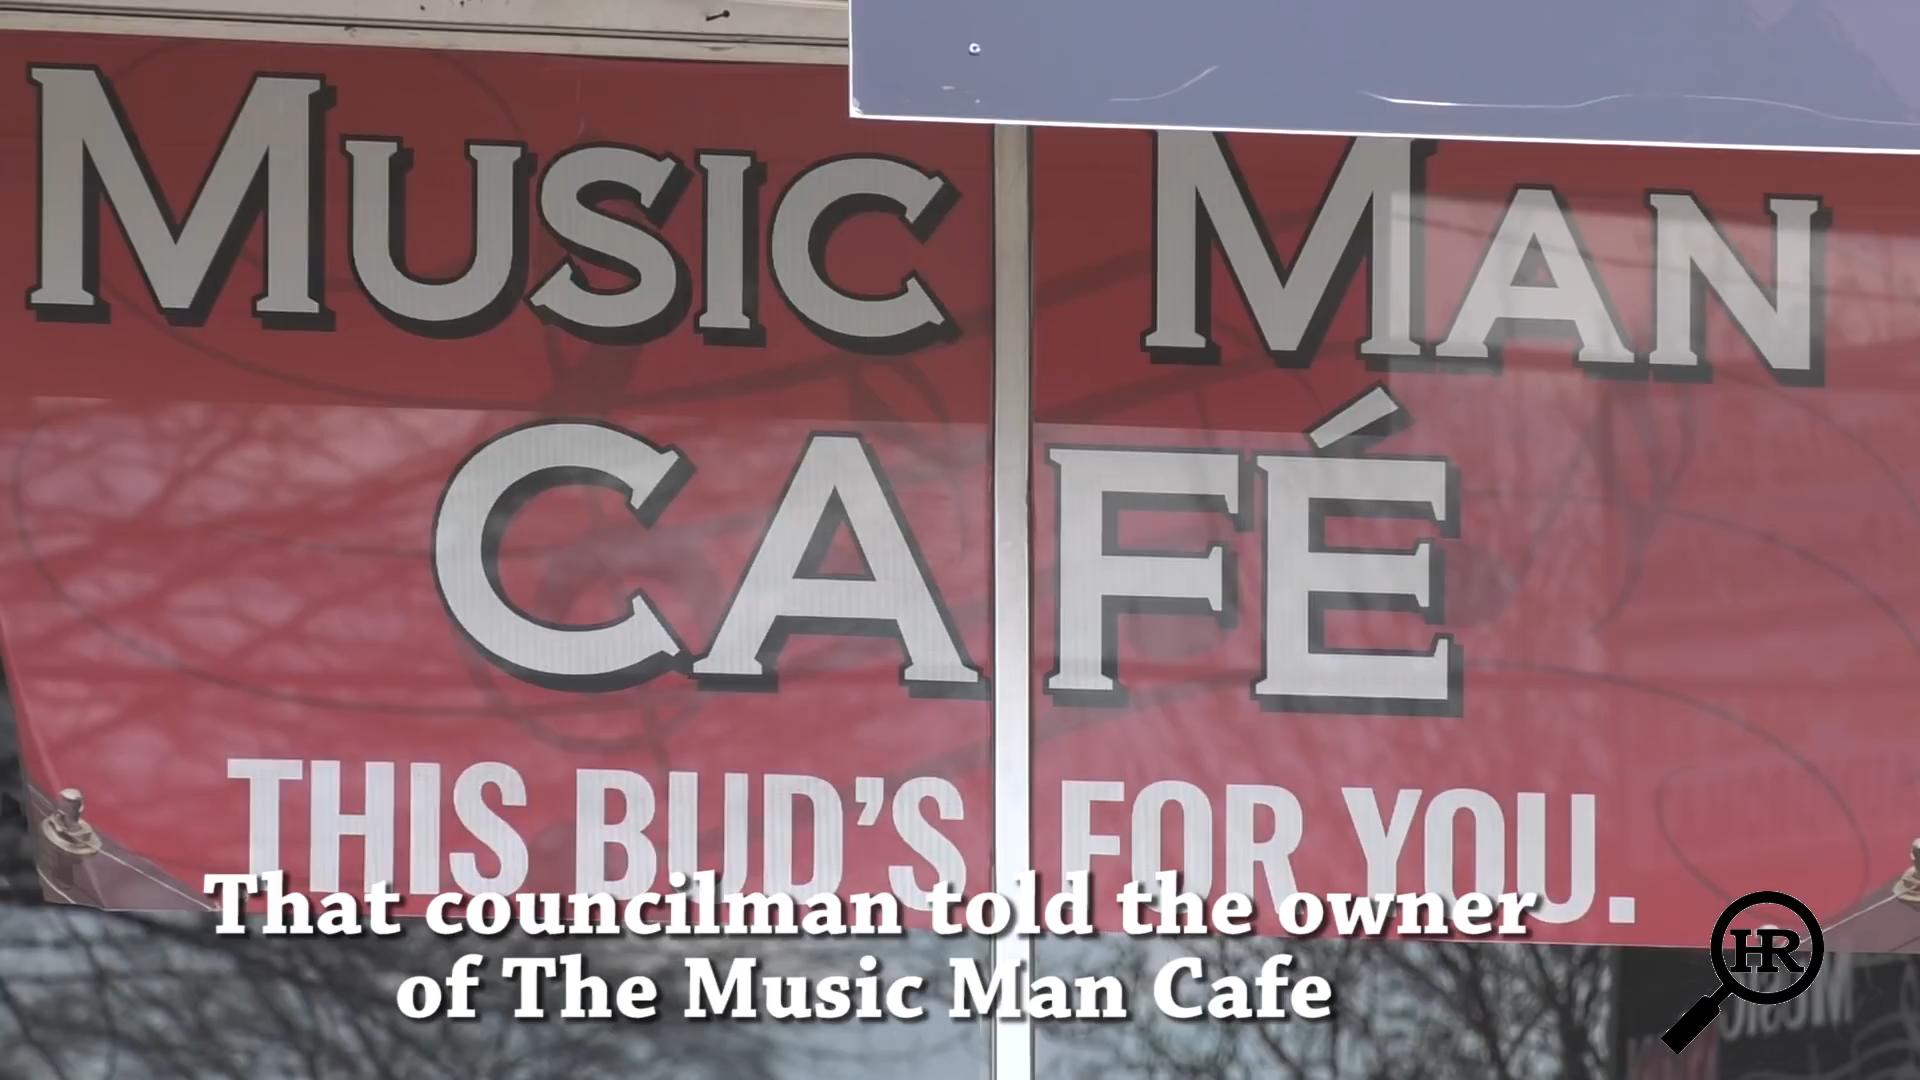 MUSIC MAN
CAFÉ
THIS BUD'S FOR YOU.
That councilman told the owner
of The Music Man Cafe
HR